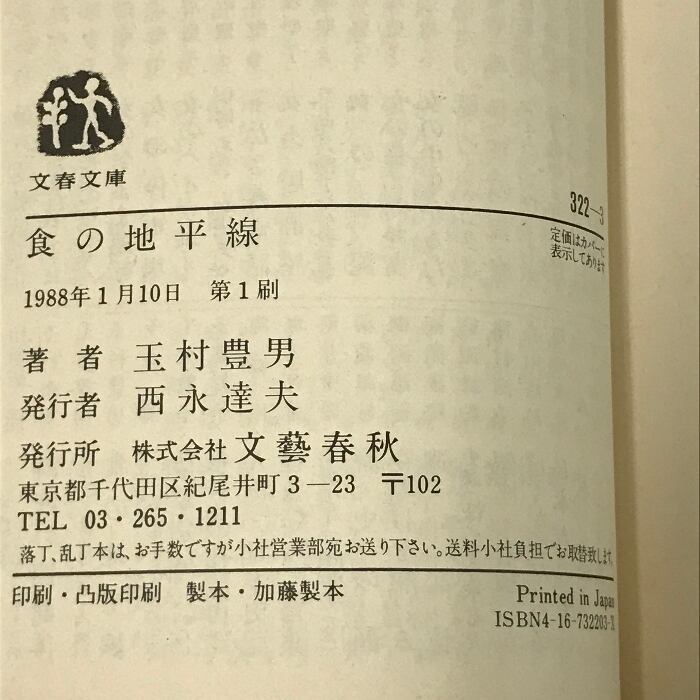 文春文庫
322—3
定価はカバーに
表示してあります
食の地平線
1988年1月10日 第1刷
著者 玉村豊男
発行者 西永達夫
発行所 株式会社 文藝春秋
東京都千代田区紀尾井町3—23 〒102
TEL 03・265・1211
落丁、乱丁本は、お手数ですが小社営業部宛お送り下さい。送料小社負担でお取替致します。
印刷・凸版印刷 製本・加藤製本
Printed in Japan
ISBN4-16-732203-X